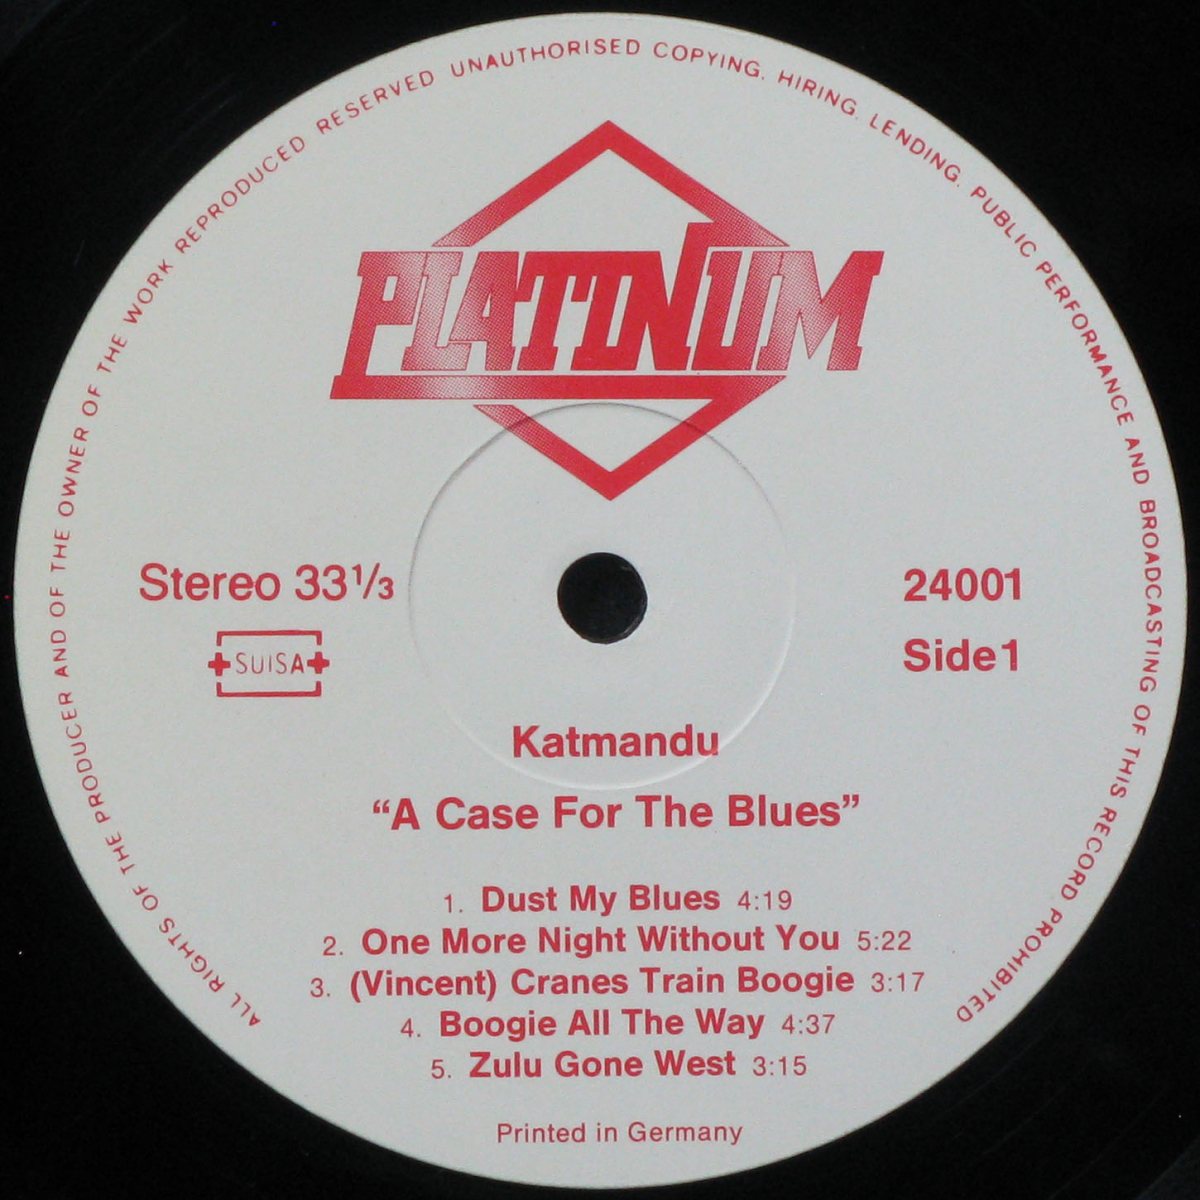 ALL RIGHTS OF THE PRODUCER AND OF THE OWNER OF THE WORK REPRODUCED RESERVED UNAUTHORISED COPYING, HIRING, LENDING, PUBLIC PERFORMANCE AND BROADCASTING OF THIS RECORD PROHIBITED
PLATINUM
Stereo 33⅓
SUISA
24001
Side 1
Katmandu
“A Case For The Blues”
1. Dust My Blues 4:19
2. One More Night Without You 5:22
3. (Vincent) Cranes Train Boogie 3:17
4. Boogie All The Way 4:37
5. Zulu Gone West 3:15
Printed in Germany